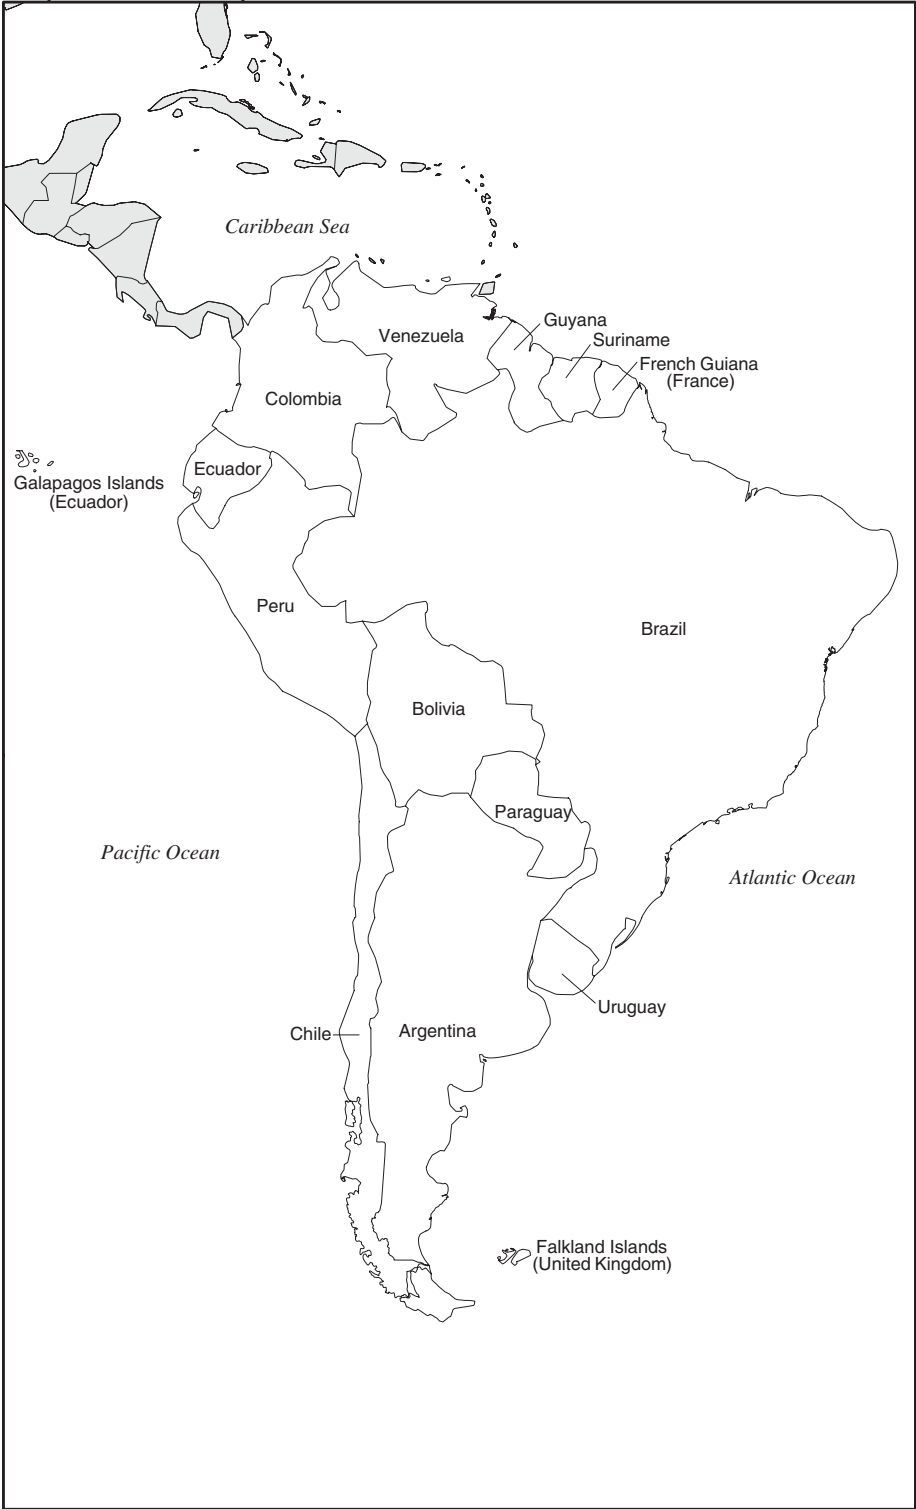 Caribbean Sea
Guyana
Suriname
French Guiana
(France)
Venezuela
Colombia
Ecuador
Galapagos Islands
(Ecuador)
Peru
Brazil
Bolivia
Paraguay
Pacific Ocean
Atlantic Ocean
Uruguay
Chile
Argentina
Falkland Islands
(United Kingdom)